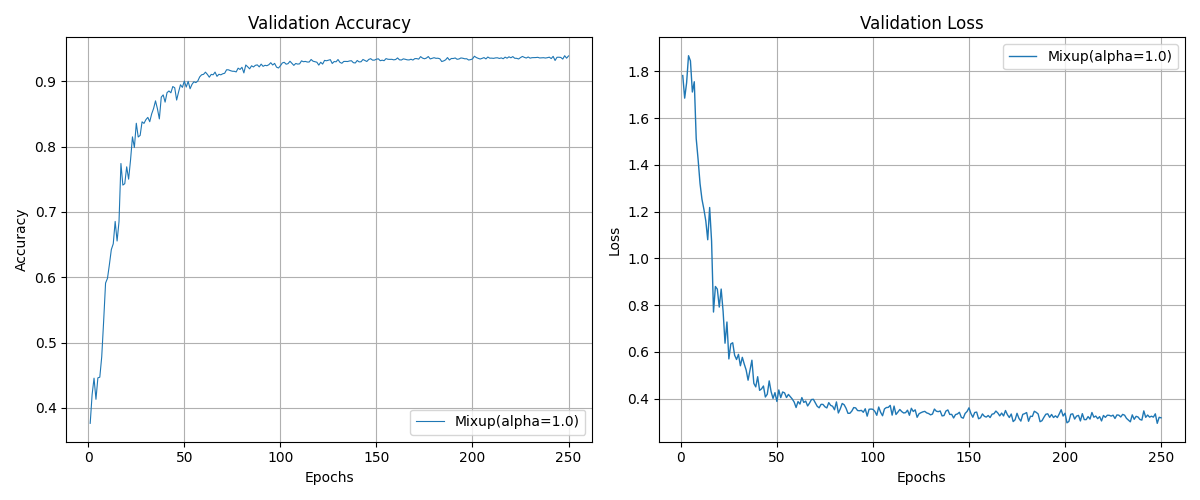 Validation Accuracy
0.9
0.8
0.7
0.6
0.5
0.4
Accuracy
0 50 100 150 200 250
Epochs
Mixup(alpha=1.0)
Validation Loss
1.8
1.6
1.4
1.2
1.0
0.8
0.6
0.4
Loss
0 50 100 150 200 250
Epochs
Mixup(alpha=1.0)